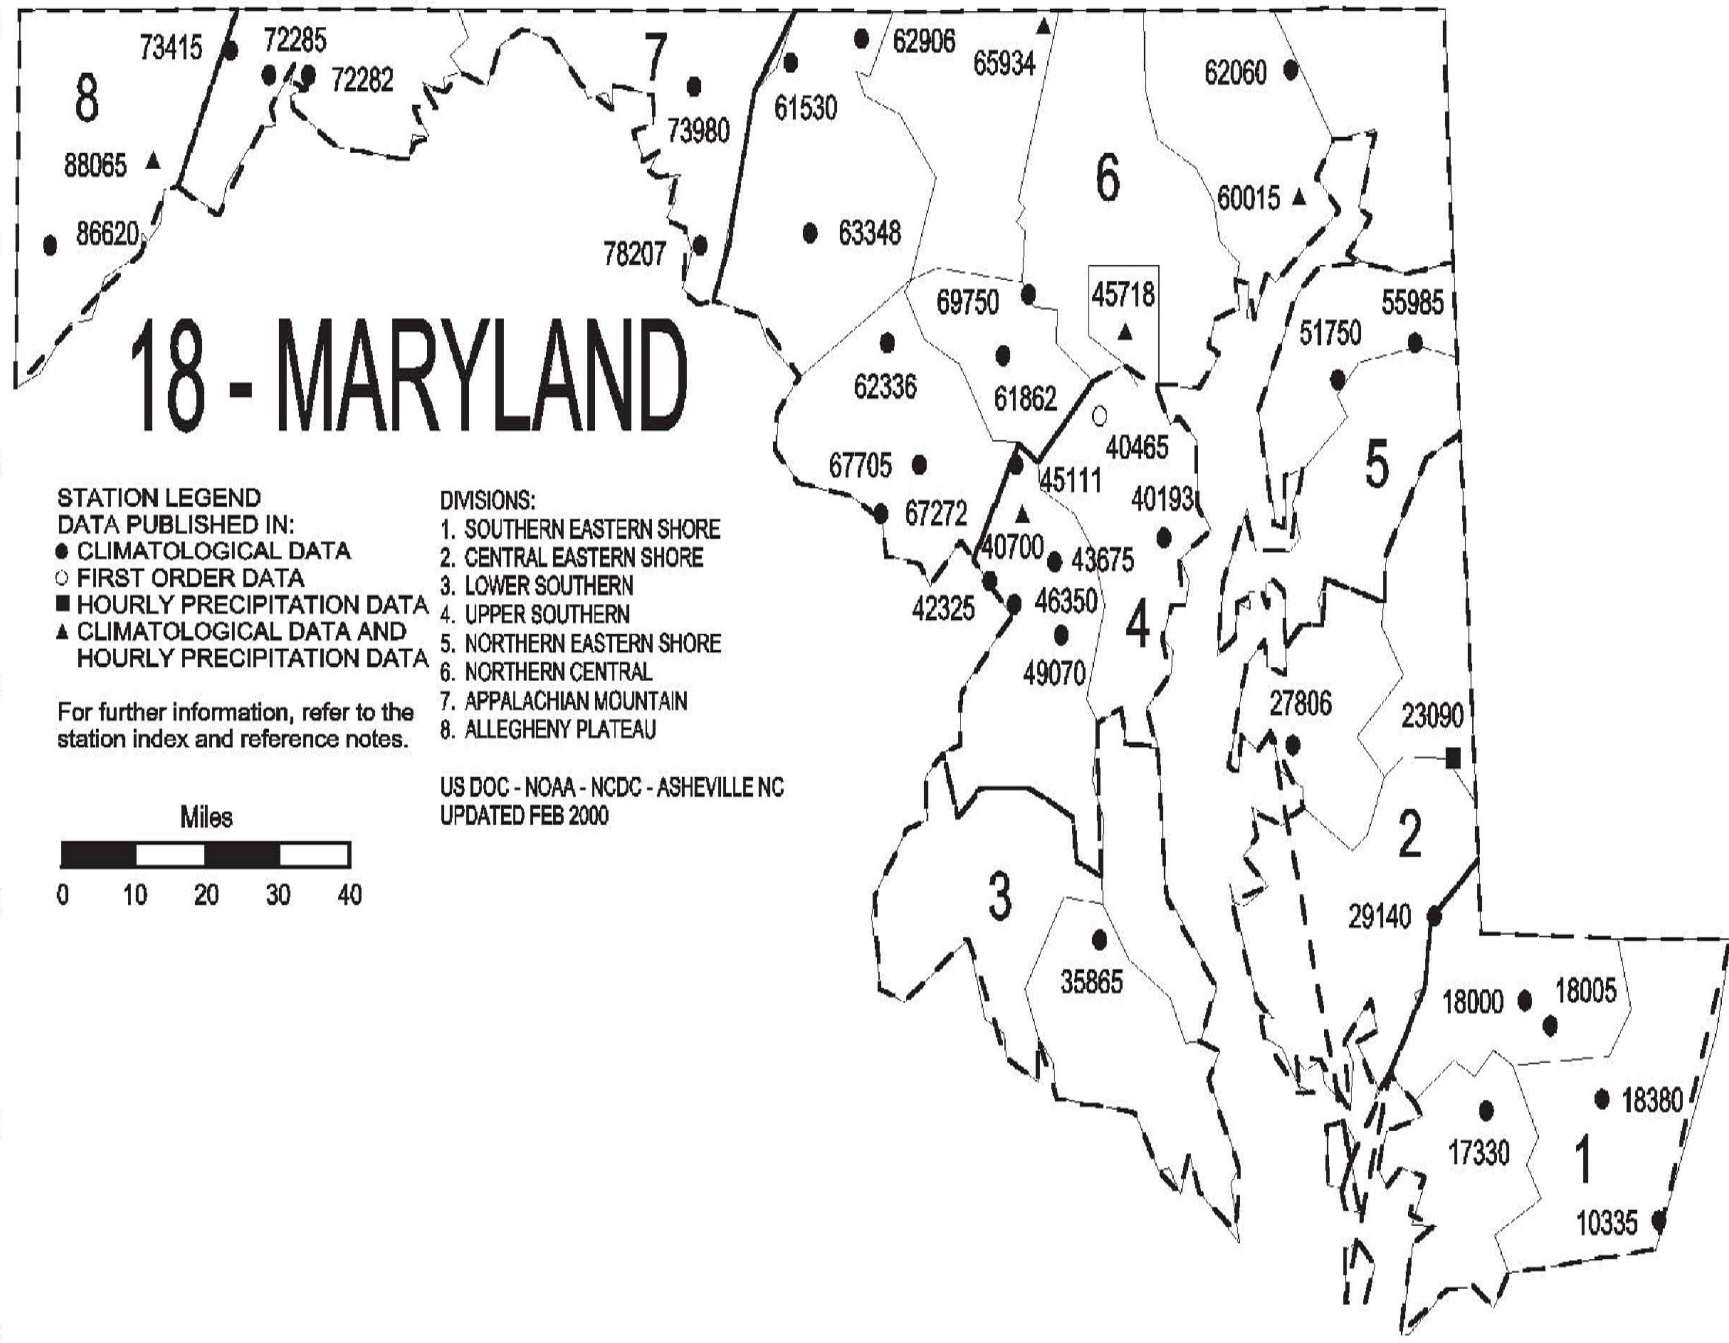 73415
72285
72282
8
88065
86620
7
73980
78207
61530
62906
65934
63348
6
62060
60015
69750
45718
62336
61862
51750
55985
18 - MARYLAND
40465
67705
45111
5
40193
67272
40700
43675
42325
46350
4
49070
27806
23090
2
3
29140
35865
18000
18005
18380
17330
1
10335
STATION LEGEND
DATA PUBLISHED IN:
CLIMATOLOGICAL DATA
FIRST ORDER DATA
HOURLY PRECIPITATION DATA
CLIMATOLOGICAL DATA AND
HOURLY PRECIPITATION DATA
For further information, refer to the
station index and reference notes.
DIVISIONS:
1. SOUTHERN EASTERN SHORE
2. CENTRAL EASTERN SHORE
3. LOWER SOUTHERN
4. UPPER SOUTHERN
5. NORTHERN EASTERN SHORE
6. NORTHERN CENTRAL
7. APPALACHIAN MOUNTAIN
8. ALLEGHENY PLATEAU
US DOC - NOAA - NCDC - ASHEVILLE NC
UPDATED FEB 2000
Miles
0 10 20 30 40